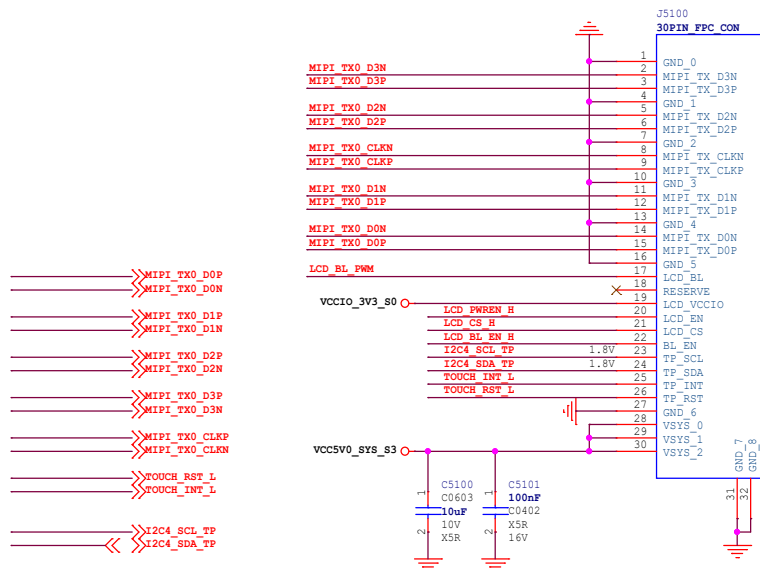 J5100
30PIN_FPC_CON
1 GND_0
MIPI_TX0_D3N 2 MIPI_TX_D3N
MIPI_TX0_D3P 3 MIPI_TX_D3P
4 GND_1
MIPI_TX0_D2N 5 MIPI_TX_D2N
MIPI_TX0_D2P 6 MIPI_TX_D2P
7 GND_2
MIPI_TX0_CLKN 8 MIPI_TX_CLKN
MIPI_TX0_CLKP 9 MIPI_TX_CLKP
10 GND_3
MIPI_TX0_D1N 11 MIPI_TX_D1N
MIPI_TX0_D1P 12 MIPI_TX_D1P
13 GND_4
MIPI_TX0_D0N 14 MIPI_TX_D0N
MIPI_TX0_D0P 15 MIPI_TX_D0P
16 GND_5
LCD_BL_PWM 17 LCD_BL
18 RESERVE
VCCIO_3V3_S0 19 LCD_VCCIO
LCD_PWREN_H 20 LCD_EN
LCD_CS_H 21 LCD_CS
LCD_BL_EN_H 22 BL_EN
I2C4_SCL_TP 1.8V 23 TP_SCL
I2C4_SDA_TP 1.8V 24 TP_SDA
TOUCH_INT_L 25 TP_INT
TOUCH_RST_L 26 TP_RST
27 GND_6
28 VSYS_0
29 VSYS_1
VCC5V0_SYS_S3 30 VSYS_2
GND_7
GND_8
31
32
MIPI_TX0_D0P
MIPI_TX0_D0N
MIPI_TX0_D1P
MIPI_TX0_D1N
MIPI_TX0_D2P
MIPI_TX0_D2N
MIPI_TX0_D3P
MIPI_TX0_D3N
MIPI_TX0_CLKP
MIPI_TX0_CLKN
TOUCH_RST_L
TOUCH_INT_L
I2C4_SCL_TP
I2C4_SDA_TP
1
2
C5100
C0603
10uF
10V
X5R
1
2
C5101
100nF
C0402
X5R
16V